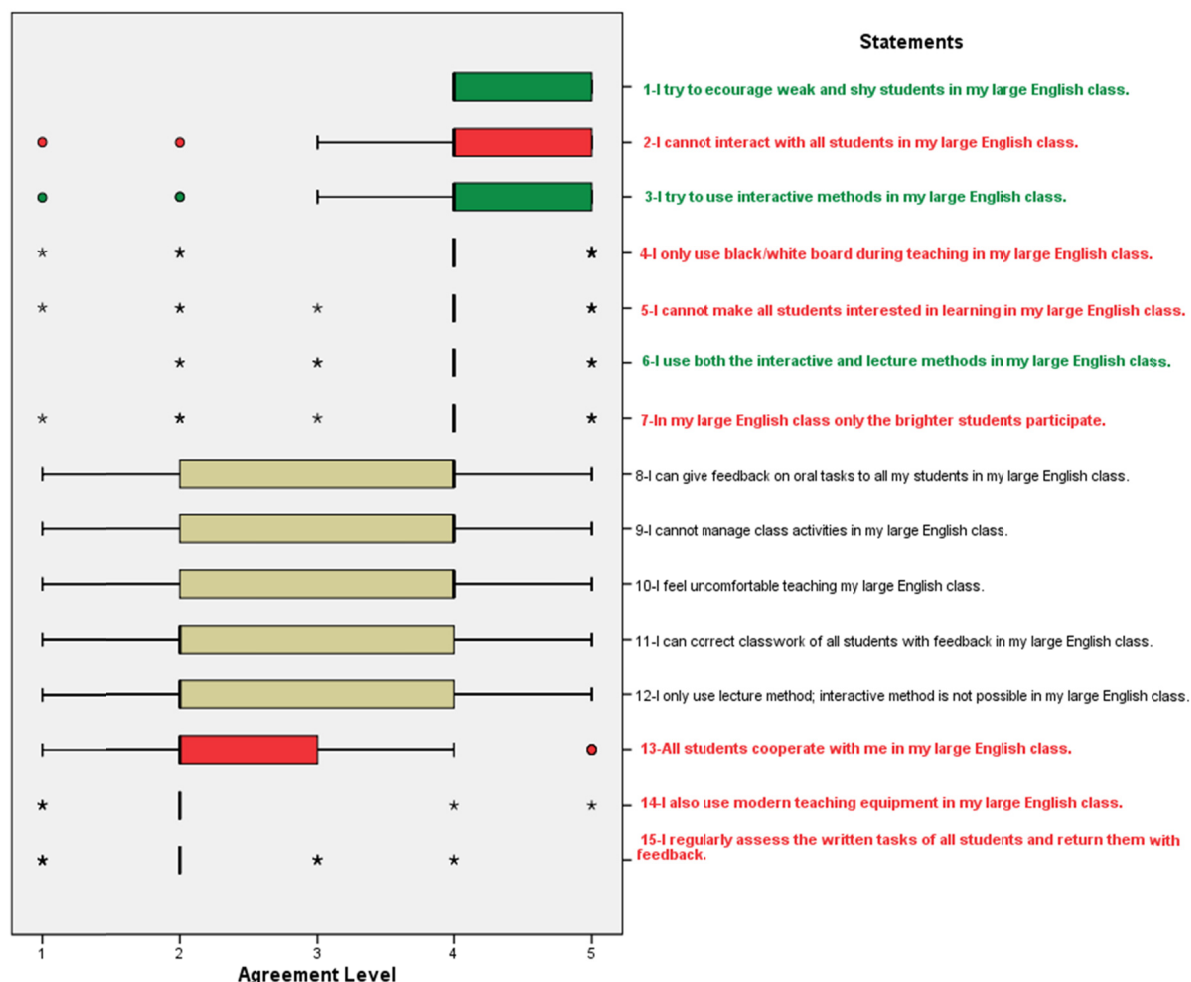 Statements
1-I try to ecourage weak and shy students in my large English class.
2-I cannot interact with all students in my large English class.
3-I try to use interactive methods in my large English class.
4-I only use black/white board during teaching in my large English class.
5-I cannot make all students interested in learning in my large English class.
6-I use both the interactive and lecture methods in my large English class.
7-In my large English class only the brighter students participate.
8-I can give feedback on oral tasks to all my students in my large English class.
9-I cannot manage class activities in my large English class.
10-I feel uncomfortable teaching my large English class.
11-I can correct classwork of all students with feedback in my large English class.
12-I only use lecture method; interactive method is not possible in my large English class.
13-All students cooperate with me in my large English class.
14-I also use modern teaching equipment in my large English class.
15-I regularly assess the written tasks of all students and return them with
feedback.
1 2 3 4 5
Agreement Level